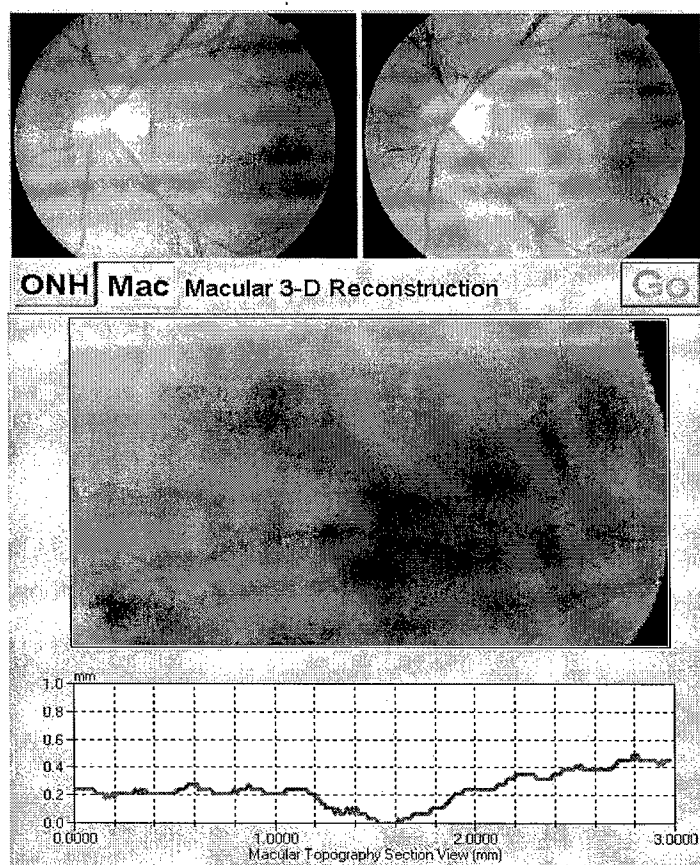 ONH Mac Macular 3-D Reconstruction Go
mm
1.0
0.8
0.6
0.4
0.2
0.0
0.0000 1.0000 2.0000 3.0000
Macular Topography Section View (mm)